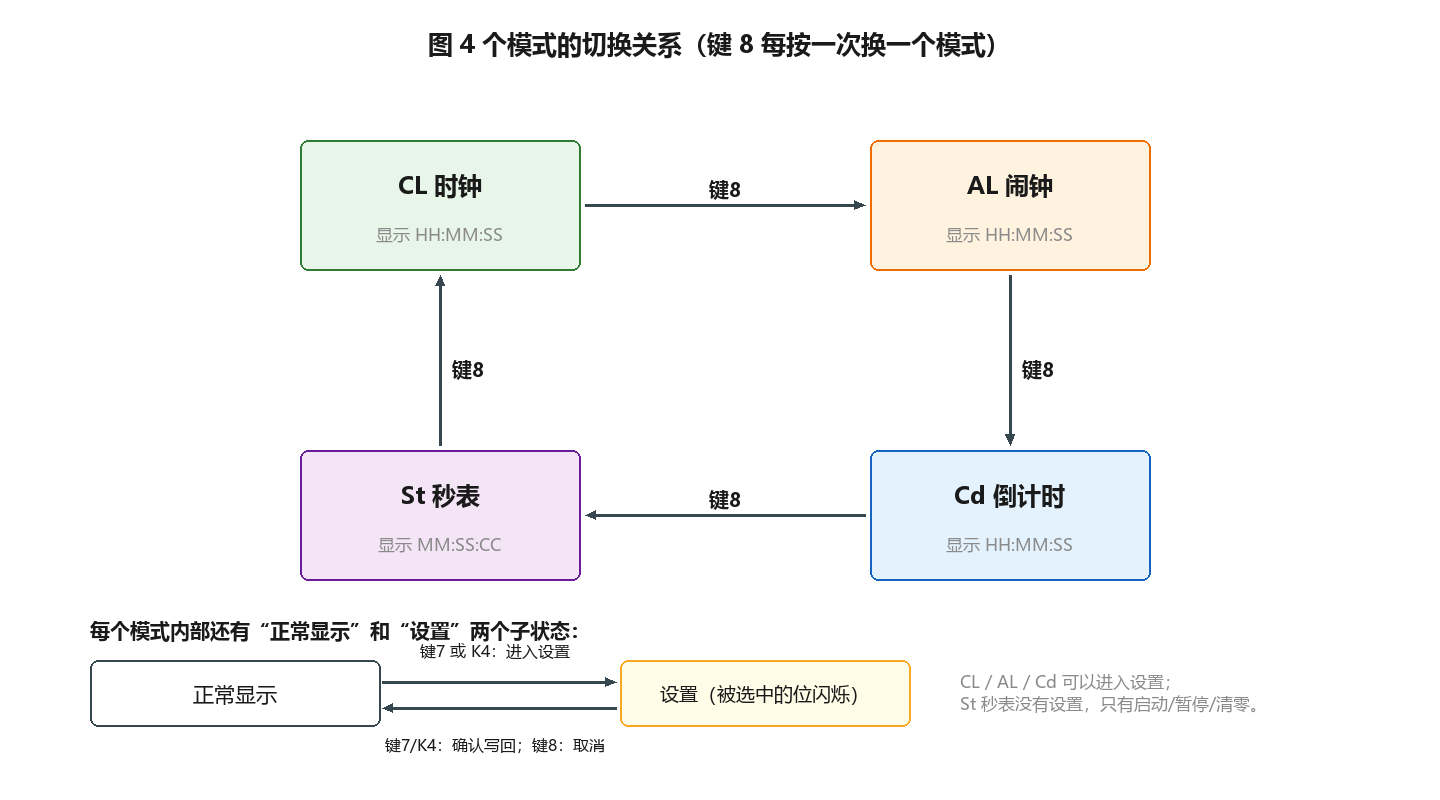 图 4 个模式的切换关系（键 8 每按一次换一个模式）
CL 时钟
显示 HH:MM:SS
键8
AL 闹钟
显示 HH:MM:SS
键8
键8
St 秒表
显示 MM:SS:CC
键8
Cd 倒计时
显示 HH:MM:SS
每个模式内部还有“正常显示”和“设置”两个子状态：
键7 或 K4：进入设置
正常显示
设置（被选中的位闪烁）
CL / AL / Cd 可以进入设置；
St 秒表没有设置，只有启动/暂停/清零。
键7/K4：确认写回；键8：取消